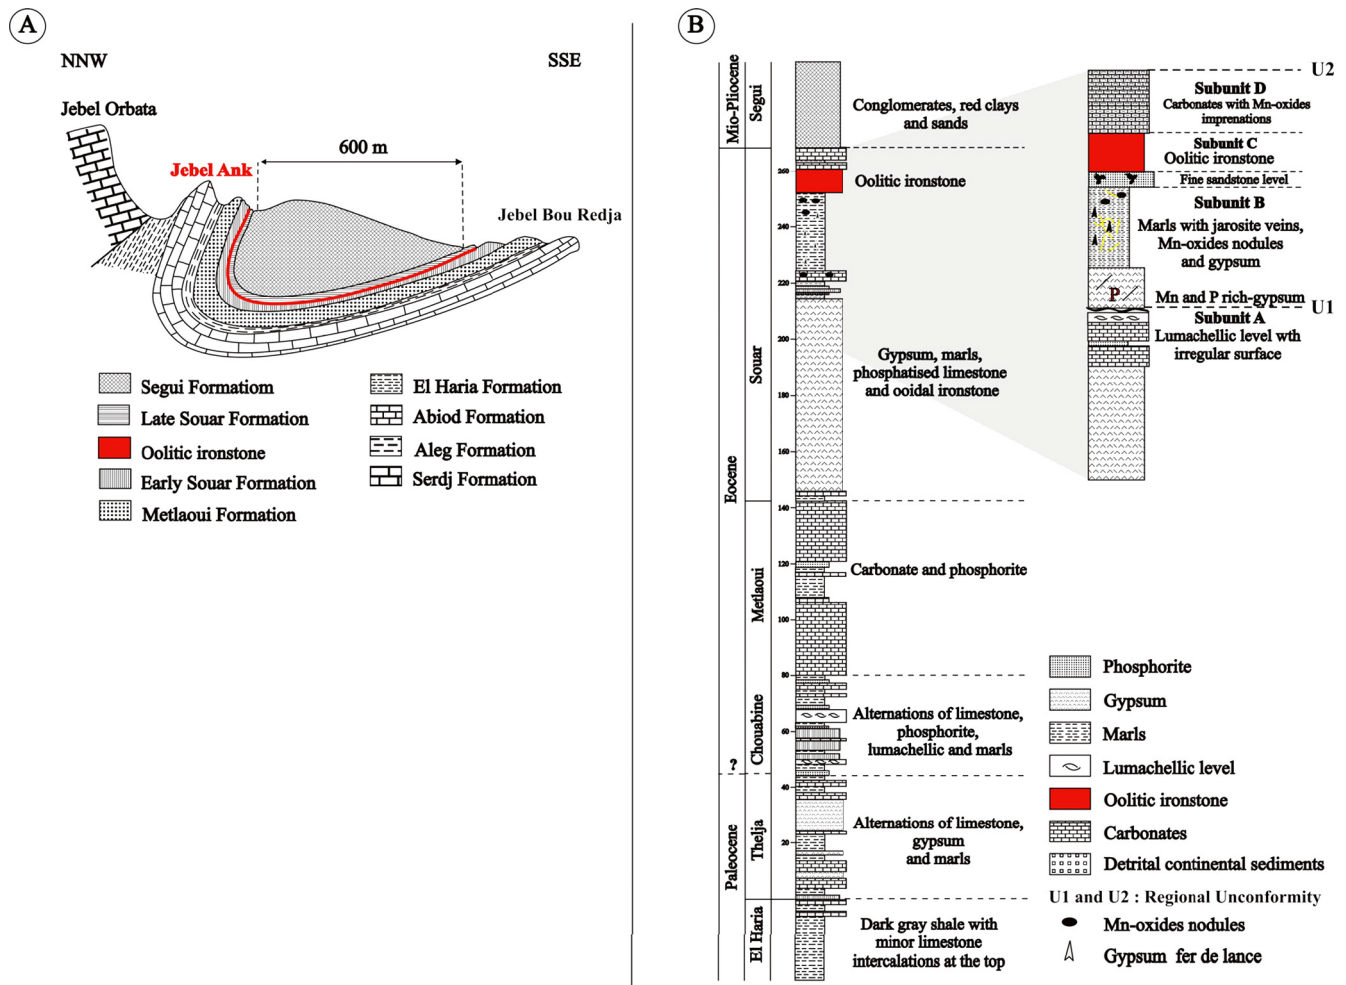 A
NNW
SSE
Jebel Orbata
600 m
Jebel Ank
Jebel Bou Redja
Segui Formatiom
Late Souar Formation
Oolitic ironstone
Early Souar Formation
Metlaoui Formation
El Haria Formation
Abiod Formation
Aleg Formation
Serdj Formation
B
Mio-Pliocene
Eocene
?
Paleocene
Segui
Souar
Metlaoui
Chouabine
Thelja
El Haria
260
240
220
200
180
160
140
120
100
80
60
40
20
Conglomerates, red clays
and sands
Oolitic ironstone
Gypsum, marls,
phosphatised limestone
and ooidal ironstone
Carbonate and phosphorite
Alternations of limestone,
phosphorite,
lumachellic and marls
Alternations of limestone,
gypsum
and marls
Dark gray shale with
minor limestone
intercalations at the top
U2
Subunit D
Carbonates with Mn-oxides
imprenations
Subunit C
Oolitic ironstone
Fine sandstone level
Subunit B
Marls with jarosite veins,
Mn-oxides nodules
and gypsum
P
Mn and P rich-gypsum
U1
Subunit A
Lumachellic level wth
irregular surface
Phosphorite
Gypsum
Marls
Lumachellic level
Oolitic ironstone
Carbonates
Detrital continental sediments
U1 and U2 : Regional Unconformity
Mn-oxides nodules
Gypsum fer de lance